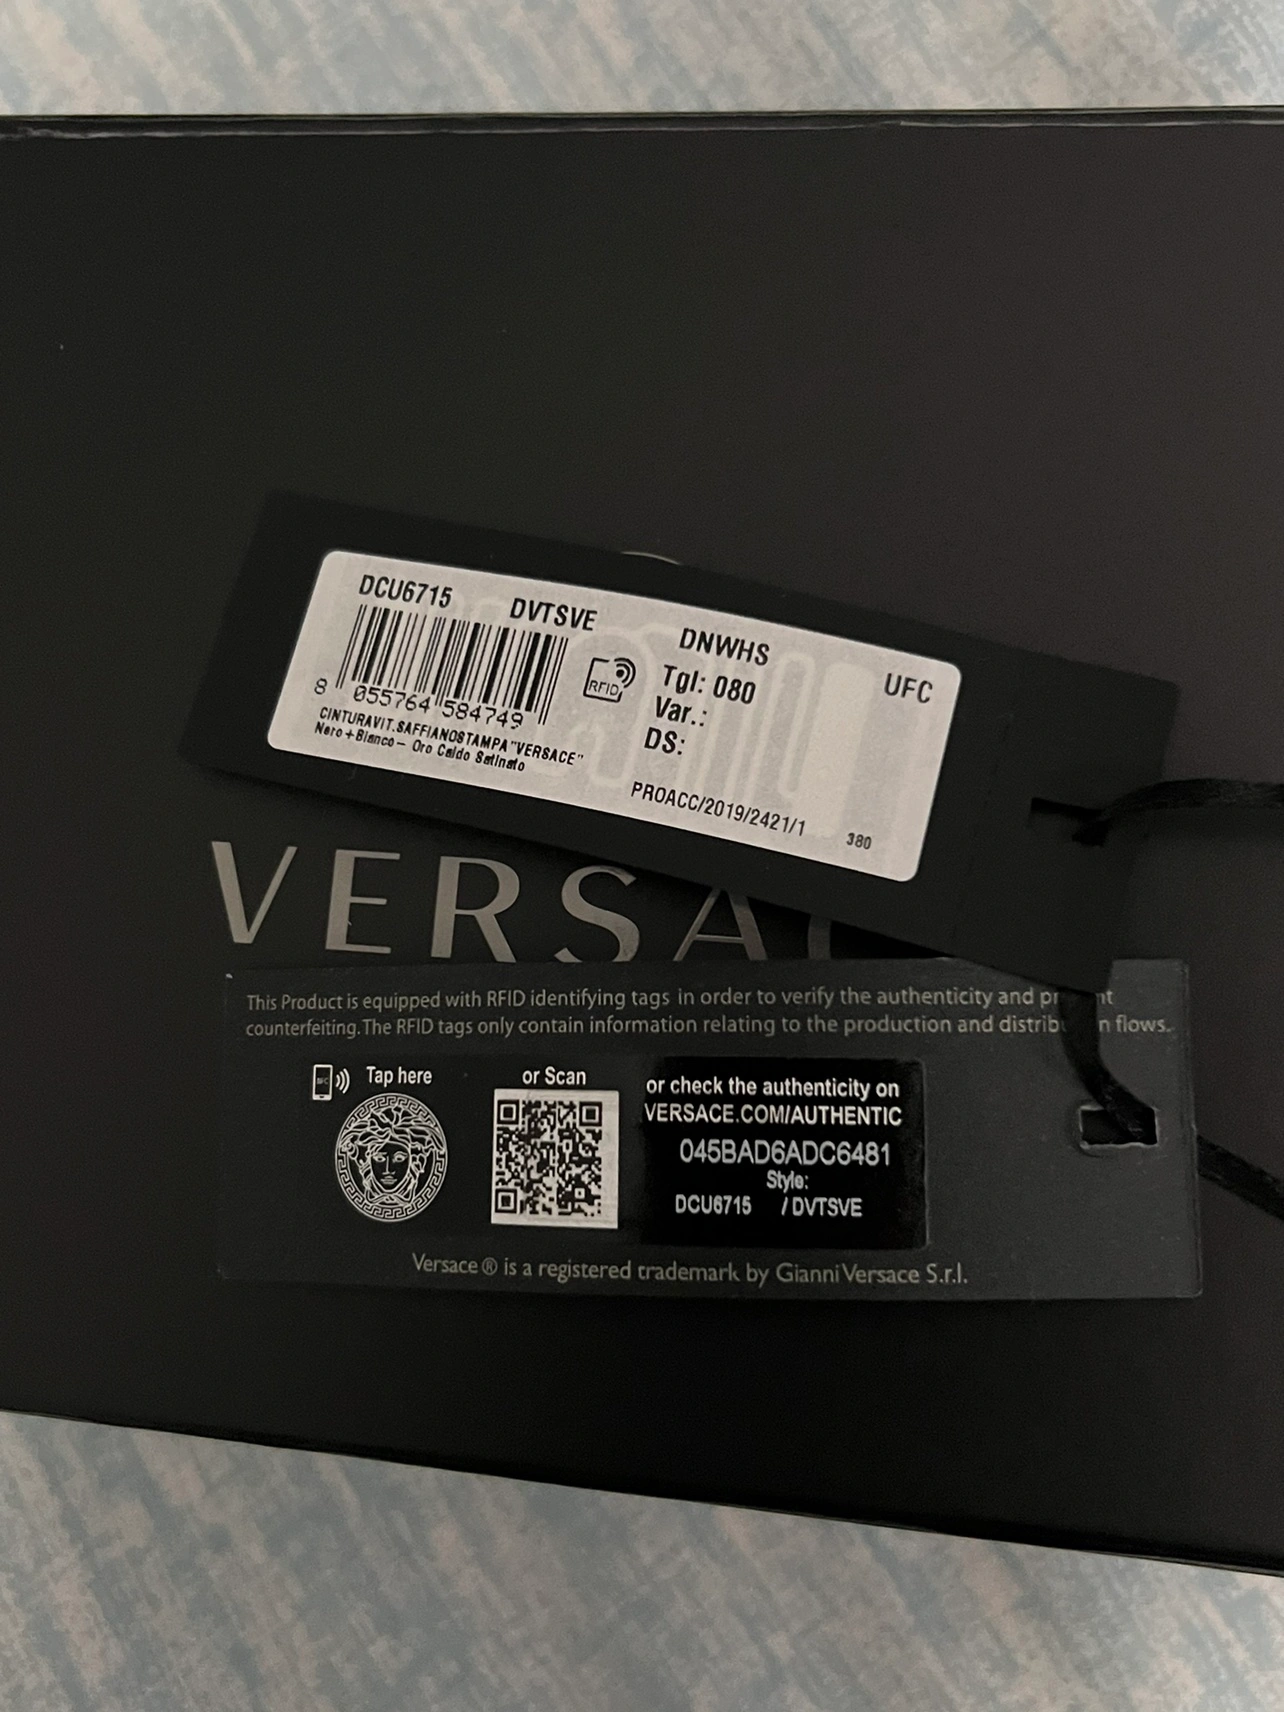 DCU6715 DVTSVE DNWHS UFC
Tgl: 080
Var.:
DS:
RFID
8 055764 584749
CINTURAVIT.SAFFIANOSTAMPA "VERSACE"
Nero+Bianco- Oro Caldo Satinato
PROACC/2019/2421/1 380
VERSAC
This Product is equipped with RFID identifying tags in order to verify the authenticity and
counterfeiting. The RFID tags only contain information relating to the production and flows.
Tap here
or Scan
or check the authenticity on
VERSACE.COM/AUTHENTIC
045BAD6ADC6481
Style:
DCU6715 / DVTSVE
Versace® is a registered trademark by Gianni Versace S.r.l.